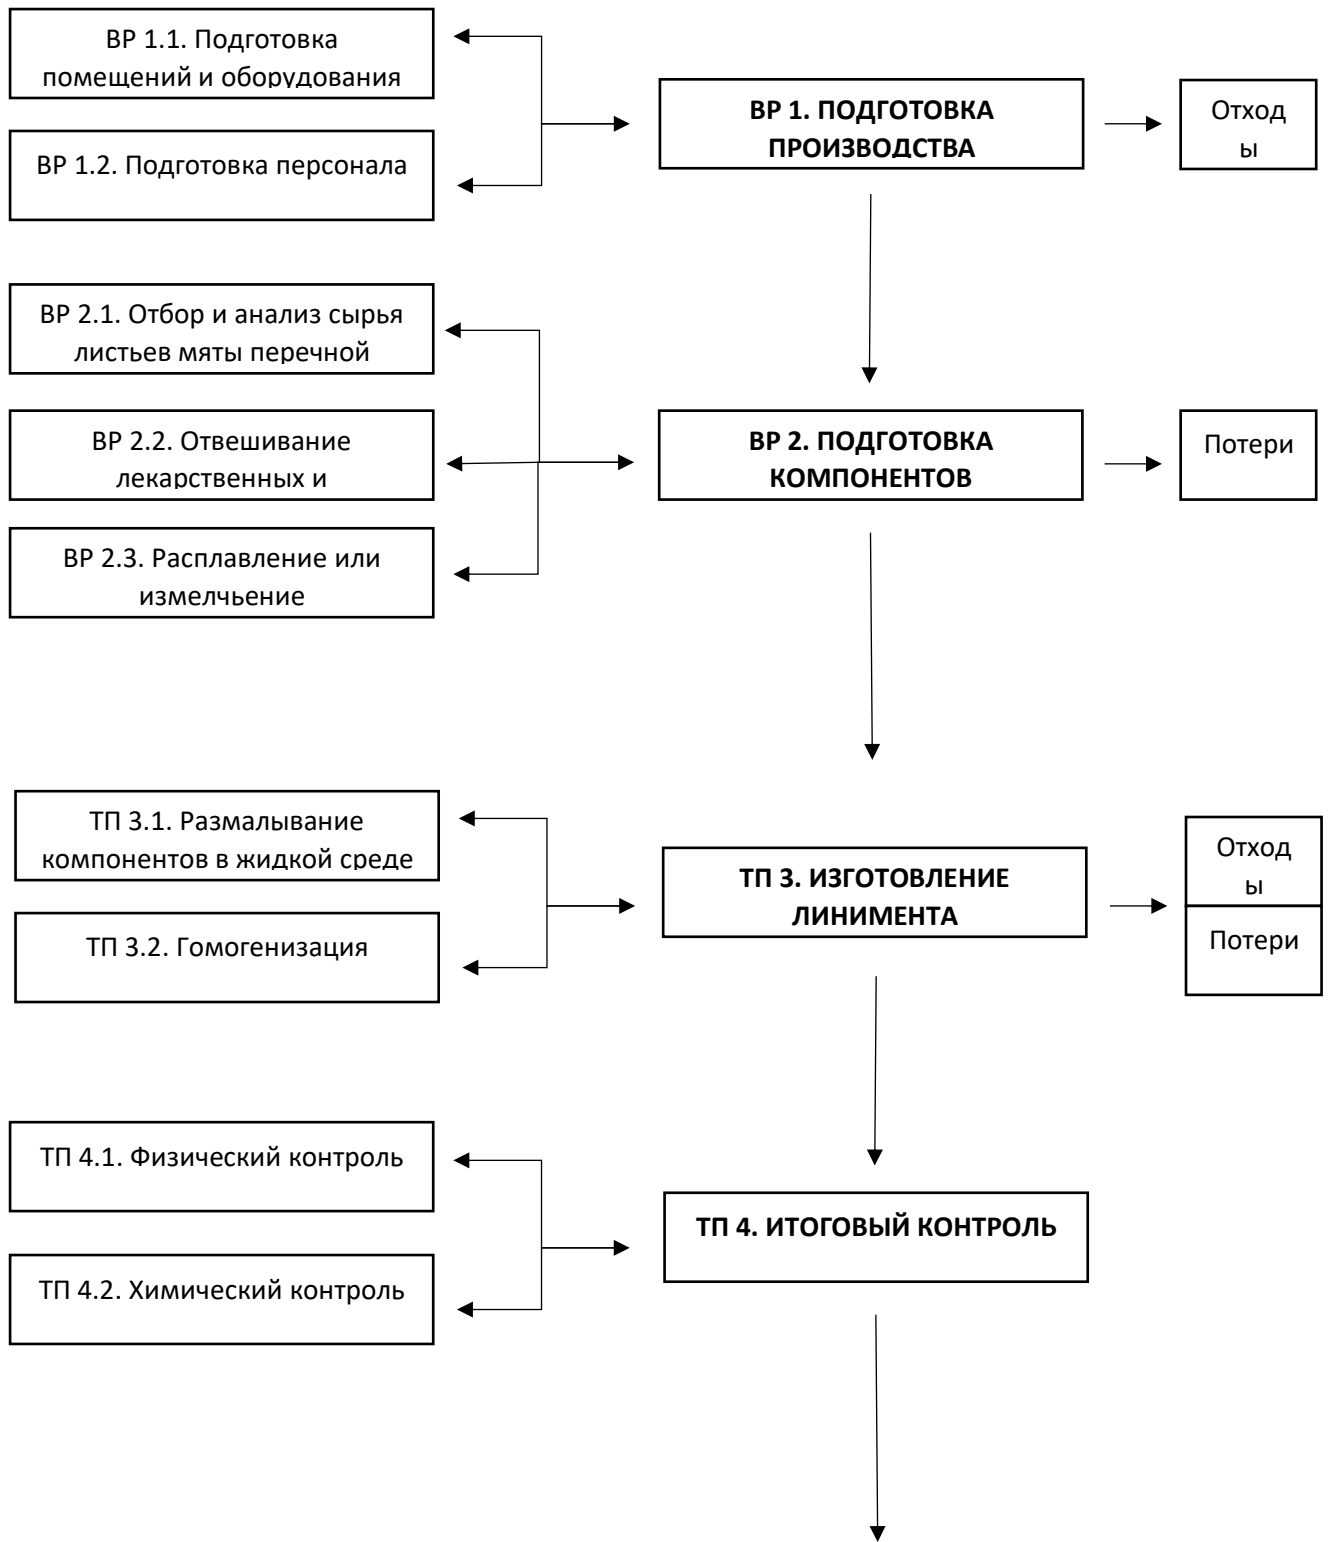 ВР 1.1. Подготовка
помещений и оборудования
ВР 1.2. Подготовка персонала
ВР 1. ПОДГОТОВКА
ПРОИЗВОДСТВА
Отход
ы
ВР 2.1. Отбор и анализ сырья
листьев мяты перечной
ВР 2.2. Отвешивание
лекарственных и
ВР 2.3. Расплавление или
измелчьение
ВР 2. ПОДГОТОВКА
КОМПОНЕНТОВ
Потери
ТП 3.1. Размалывание
компонентов в жидкой среде
ТП 3.2. Гомогенизация
ТП 3. ИЗГОТОВЛЕНИЕ
ЛИНИМЕНТА
Отход
ы
Потери
ТП 4.1. Физический контроль
ТП 4.2. Химический контроль
ТП 4. ИТОГОВЫЙ КОНТРОЛЬ